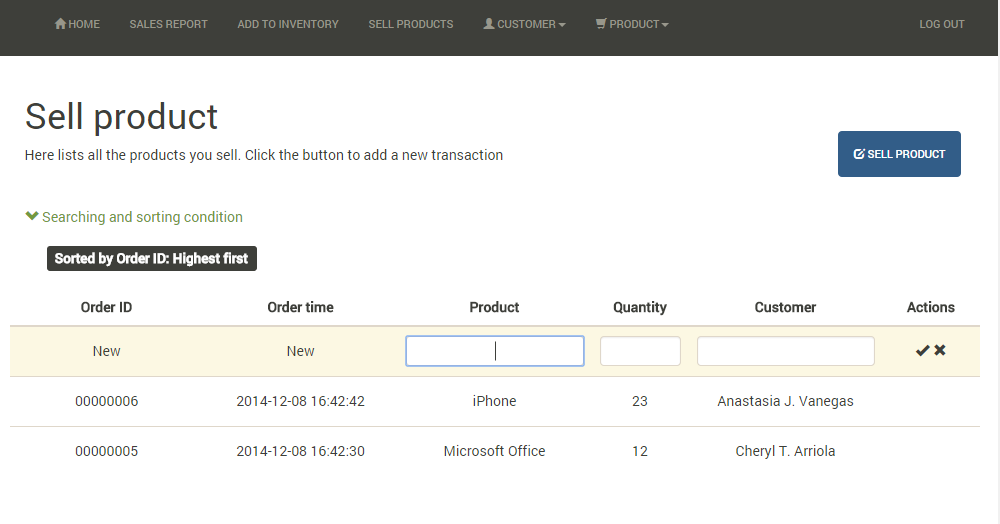 HOME SALES REPORT ADD TO INVENTORY SELL PRODUCTS CUSTOMER PRODUCT LOG OUT
Sell product
Here lists all the products you sell. Click the button to add a new transaction
SELL PRODUCT
Searching and sorting condition
Sorted by Order ID: Highest first
Order ID Order time Product Quantity Customer Actions
New New
00000006 2014-12-08 16:42:42 iPhone 23 Anastasia J. Vanegas
00000005 2014-12-08 16:42:30 Microsoft Office 12 Cheryl T. Arriola